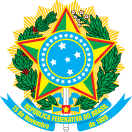 REPÚBLICA FEDERATIVA DO BRASIL
15 de Novembro
de 1889